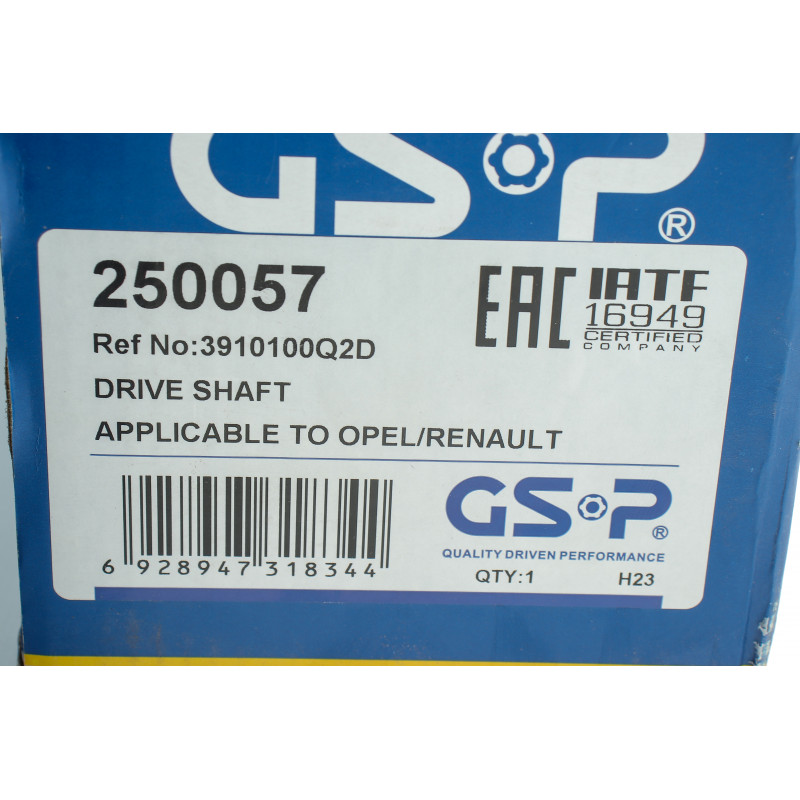 GSP®
250057
EAC
IATF
16949
CERTIFIED
COMPANY
Ref No:3910100Q2D
DRIVE SHAFT
APPLICABLE TO OPEL/RENAULT
6 928947 318344
GSP®
QUALITY DRIVEN PERFORMANCE
QTY:1 H23